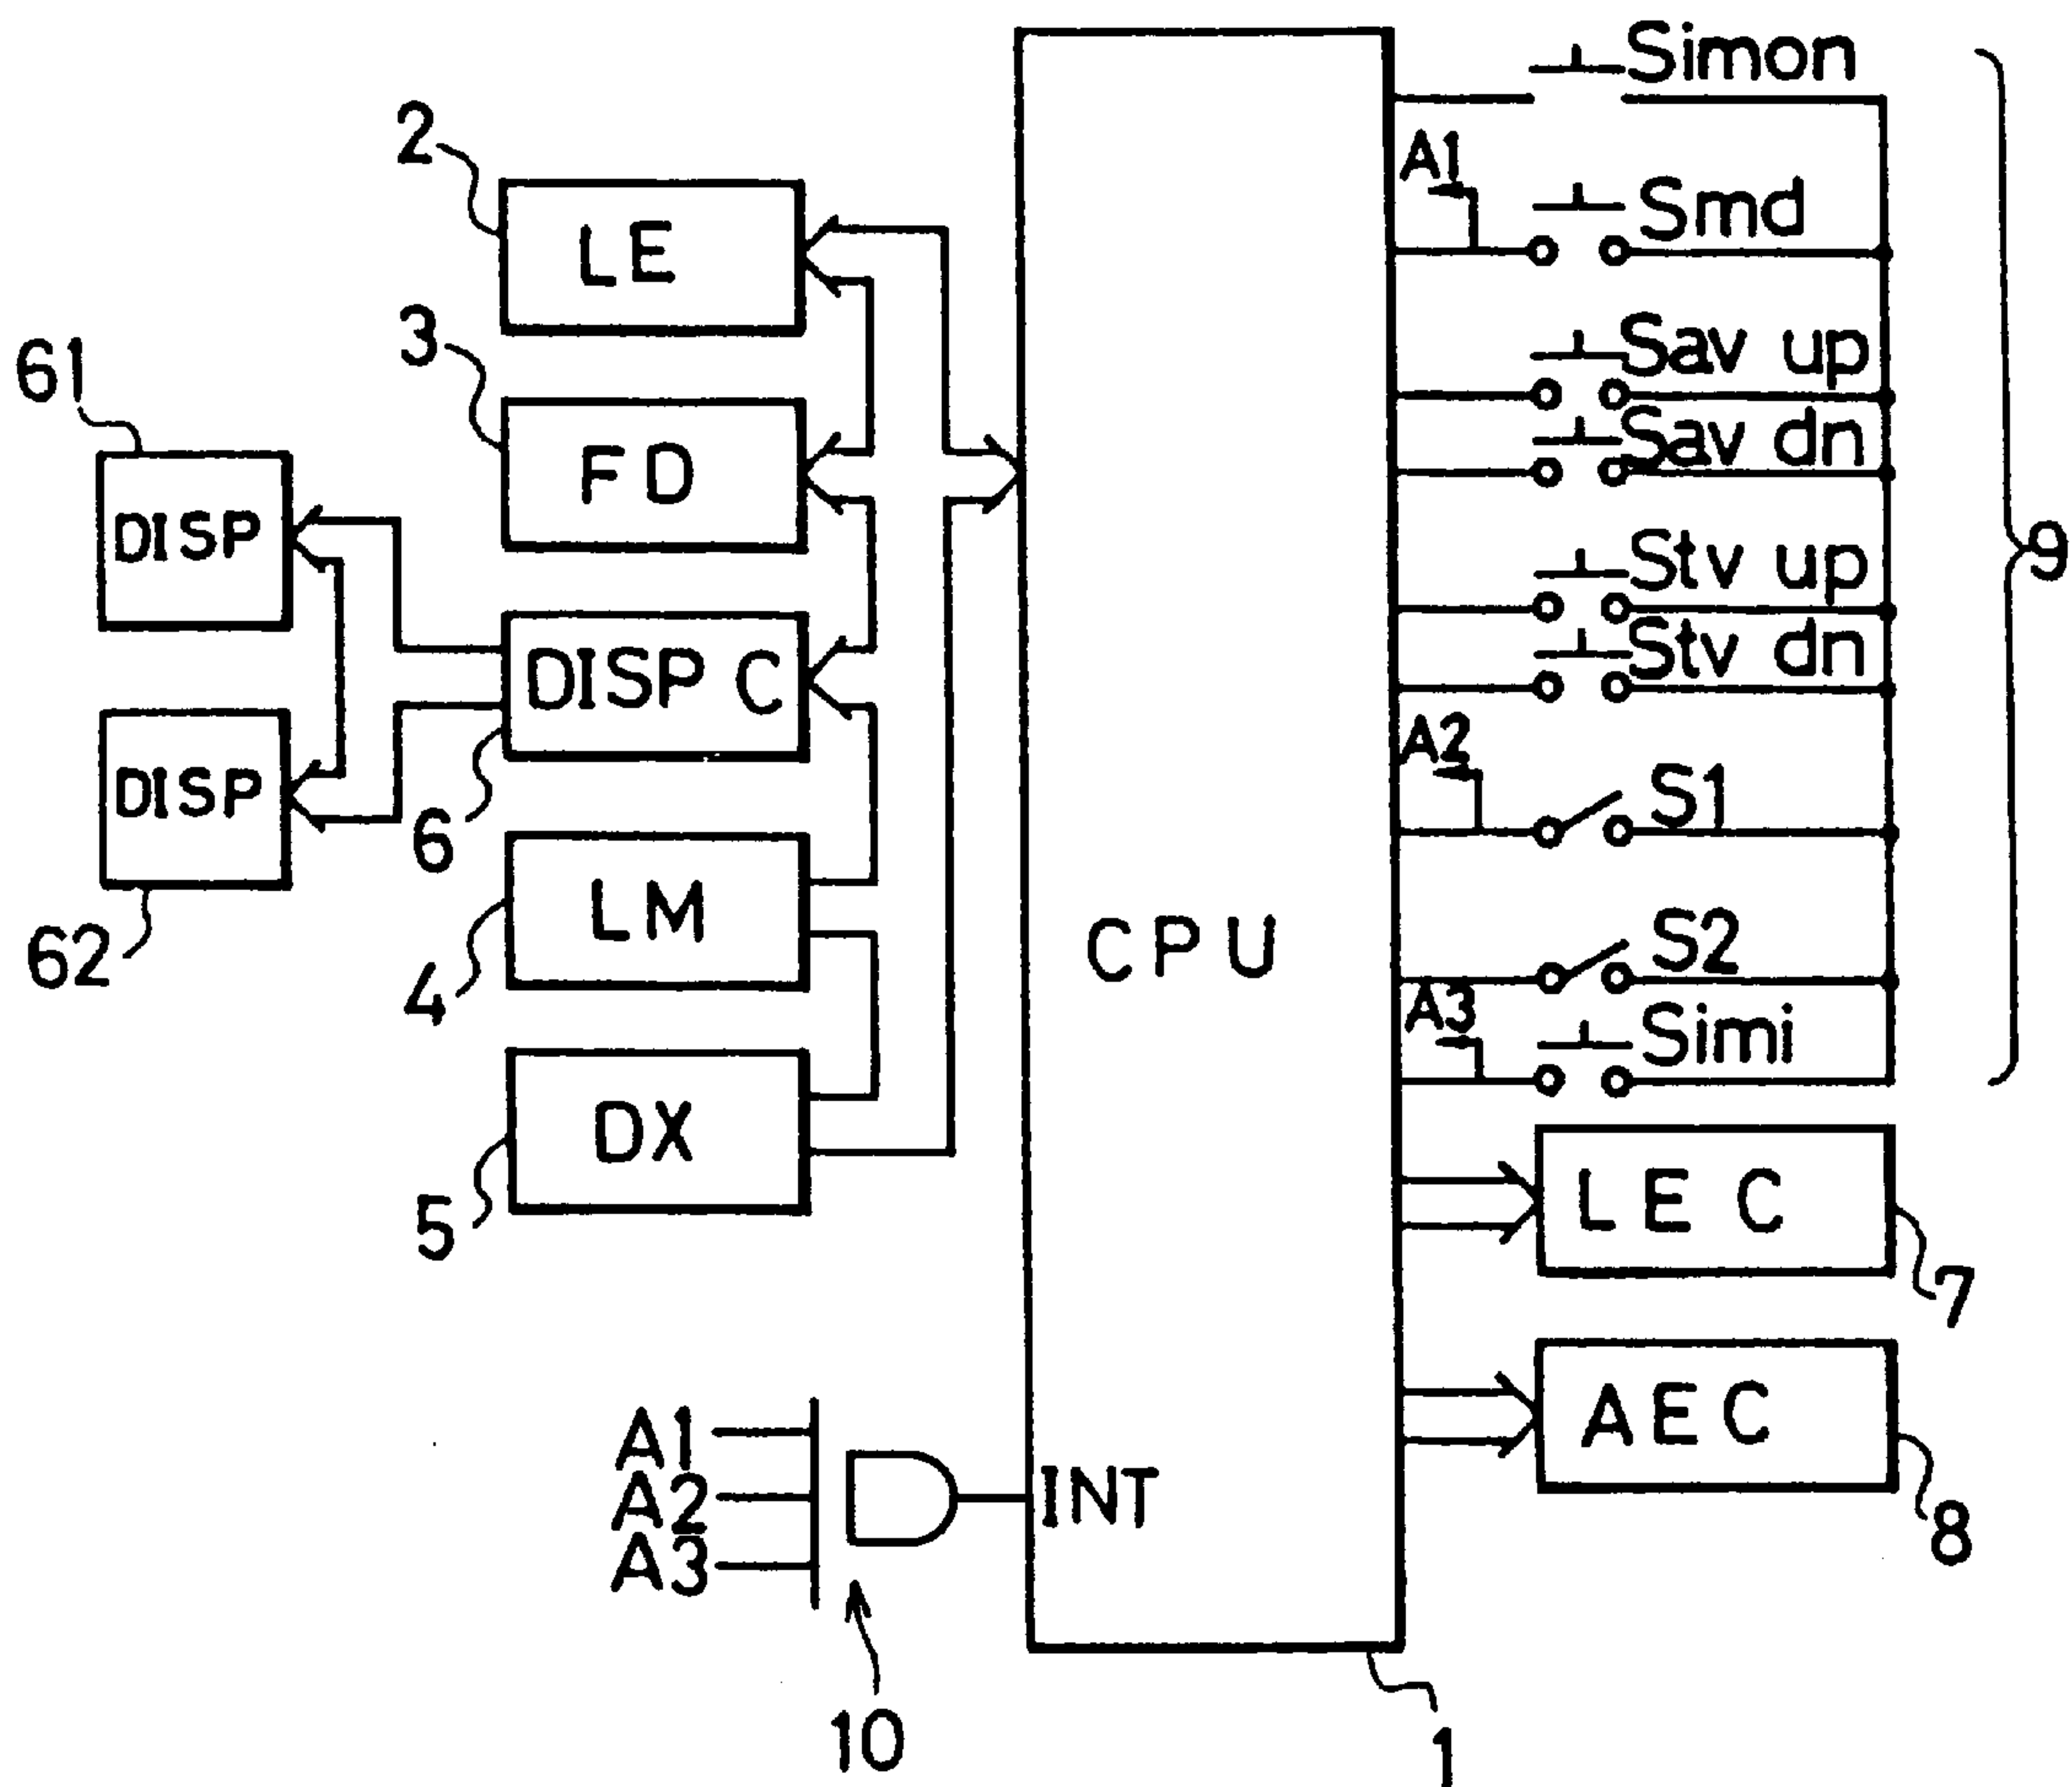 Simon
A1
Smd
2
LE
Sav up
3
61
FD
Sav dn
DISP
9
Stv up
DISP C
Stv dn
A2
DISP
S1
6
LM
CPU
S2
62
4
A3
Simi
DX
5
LEC
7
A1
AEC
A2
INT
A3
8
10
1